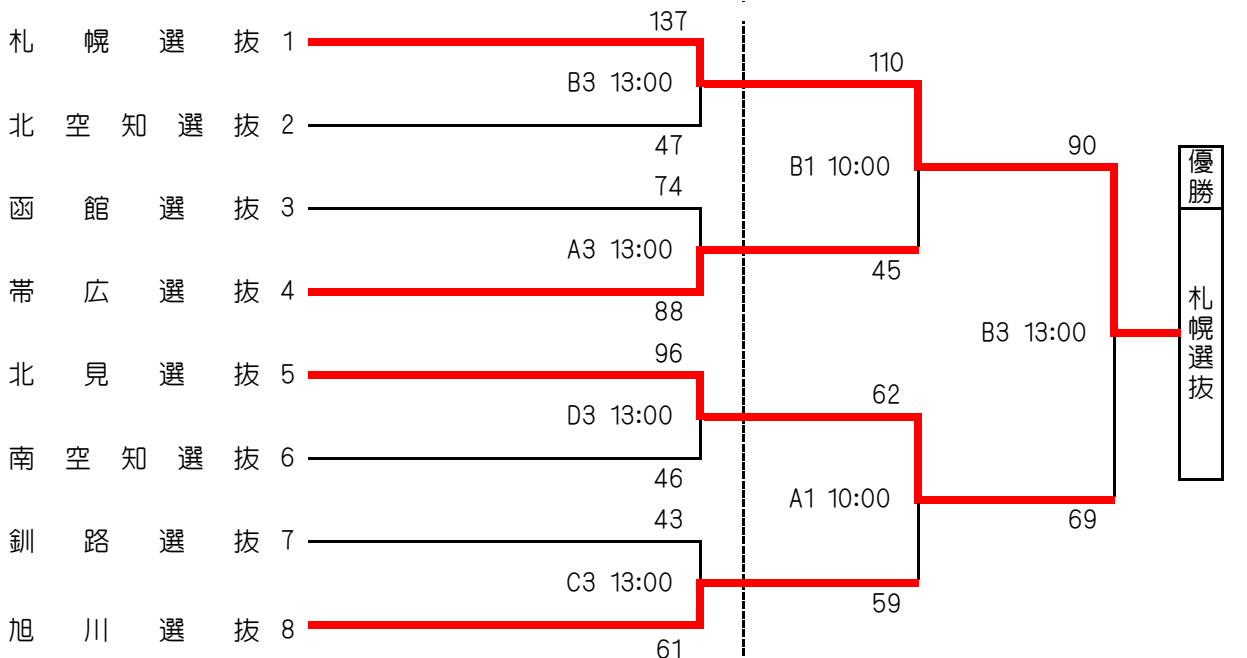 137
札幌選抜 1
110
B3 13:00
北空知選抜 2
47
90
優勝
B1 10:00
74
函館選抜 3
A3 13:00
45
帯広選抜 4
88
札幌選抜
B3 13:00
96
北見選抜 5
62
D3 13:00
南空知選抜 6
46
A1 10:00
43
69
釧路選抜 7
C3 13:00
59
旭川選抜 8
61